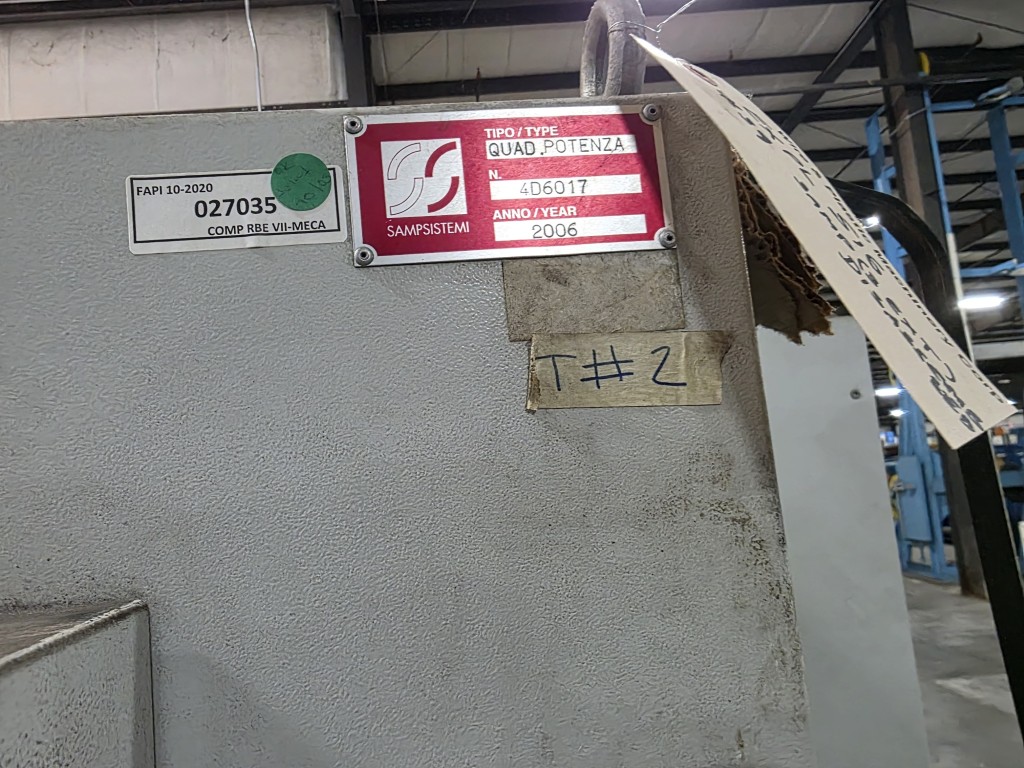 FAPI 10-2020
027035
COMP RBE VII-MECA
TIPO / TYPE
QUAD.POTENZA
N.
4D6017
ANNO / YEAR
2006
SAMPSISTEMI
T#2